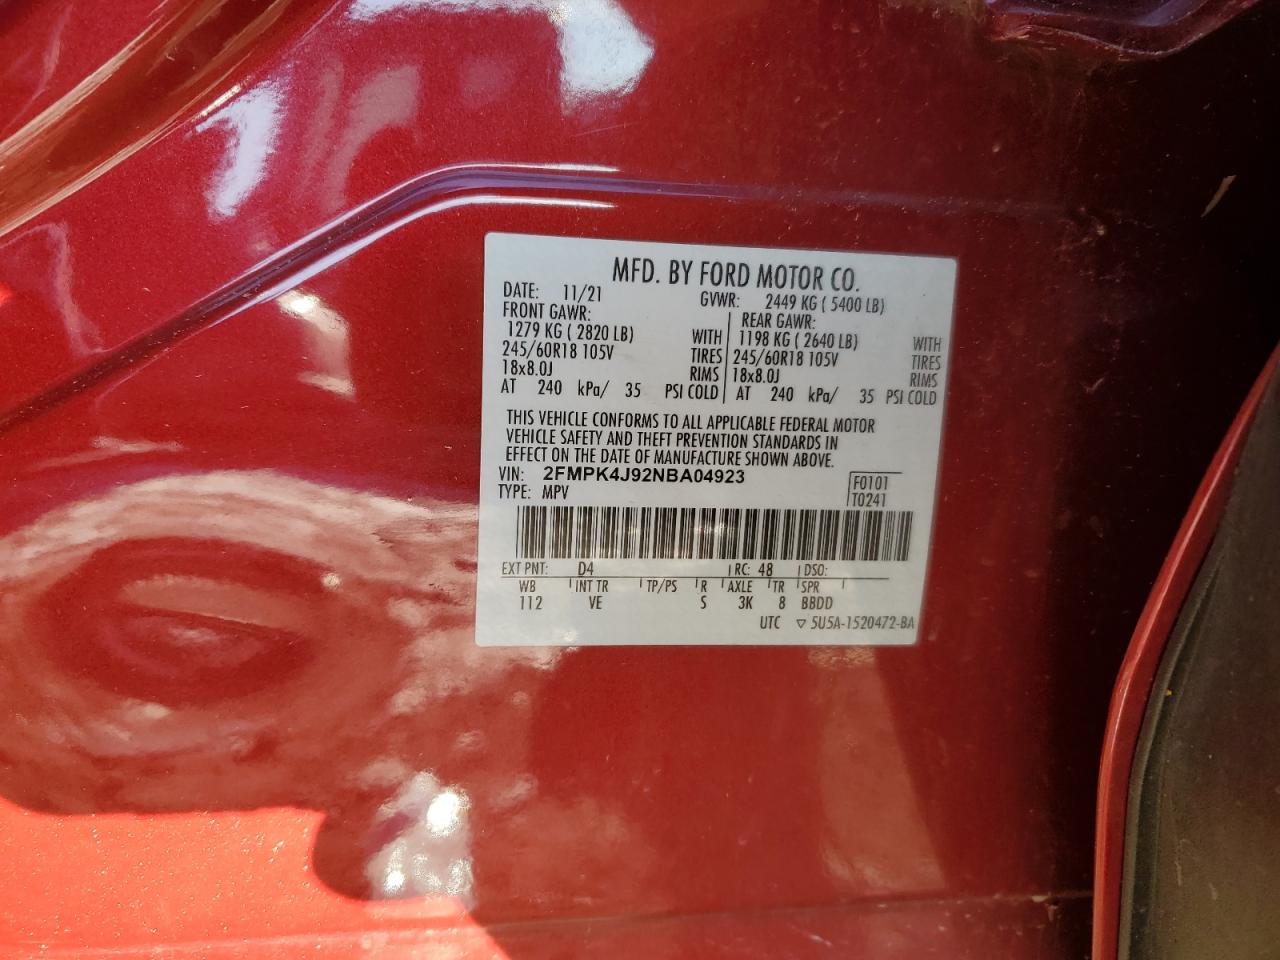 MFD. BY FORD MOTOR CO.
DATE: 11/21 GVWR: 2449 KG ( 5400 LB)
FRONT GAWR: REAR GAWR:
1279 KG ( 2820 LB) WITH 1198 KG ( 2640 LB) WITH
245/60R18 105V TIRES 245/60R18 105V TIRES
18x8.0J RIMS 18x8.0J RIMS
AT 240 kPa/ 35 PSI COLD AT 240 kPa/ 35 PSI COLD
THIS VEHICLE CONFORMS TO ALL APPLICABLE FEDERAL MOTOR
VEHICLE SAFETY AND THEFT PREVENTION STANDARDS IN
EFFECT ON THE DATE OF MANUFACTURE SHOWN ABOVE.
VIN: 2FMPK4J92NBA04923 F0101
TYPE: MPV T0241
EXT PNT: D4 RC: 48 DSO:
WB INT TR TP/PS R AXLE TR SPR
112 VE S 3K 8 BBDD
UTC ▽ 5U5A-1520472-BA